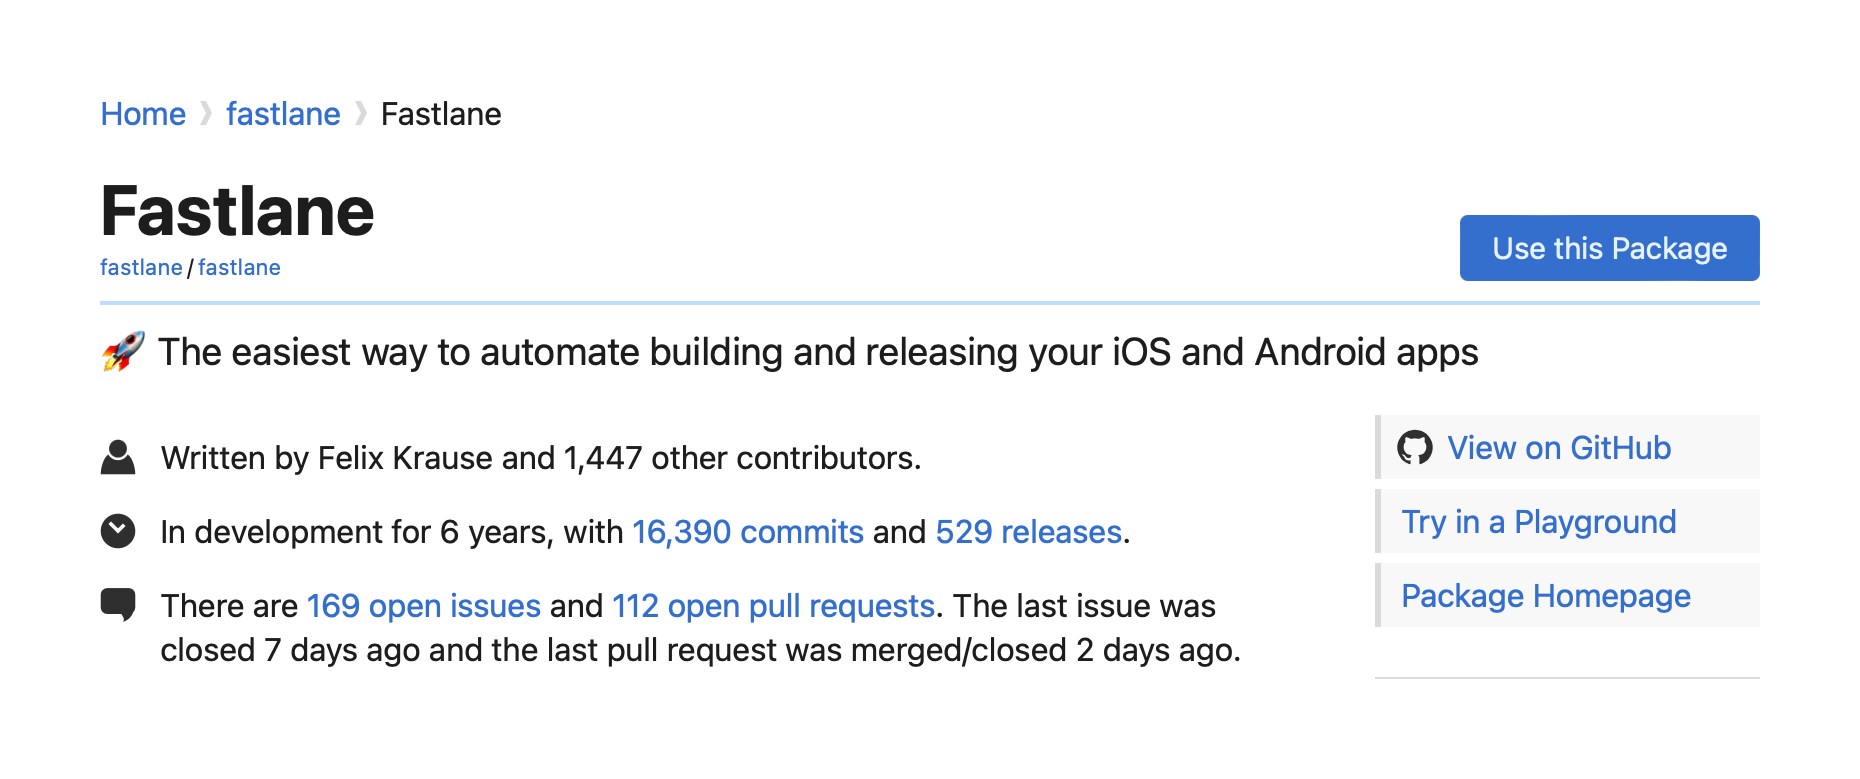 Home ❯ fastlane ❯ Fastlane
Fastlane
fastlane / fastlane
Use this Package
🚀 The easiest way to automate building and releasing your iOS and Android apps
Written by Felix Krause and 1,447 other contributors.
In development for 6 years, with 16,390 commits and 529 releases.
There are 169 open issues and 112 open pull requests. The last issue was
closed 7 days ago and the last pull request was merged/closed 2 days ago.
View on GitHub
Try in a Playground
Package Homepage